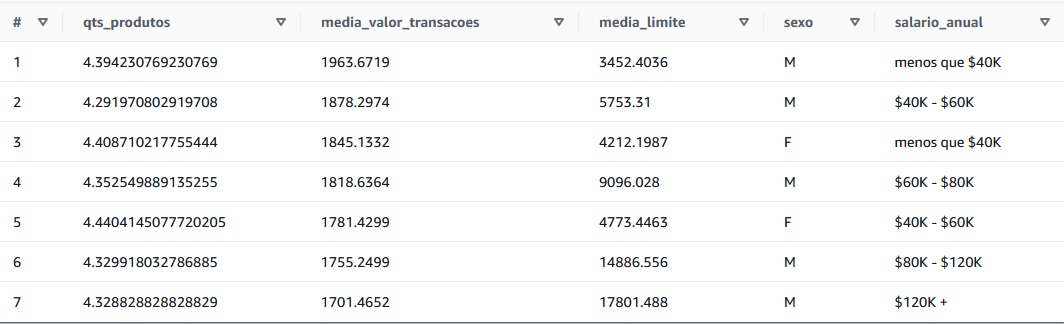 # qts_produtos media_valor_transacoes media_limite sexo salario_anual
1 4.394230769230769 1963.6719 3452.4036 M menos que $40K
2 4.291970802919708 1878.2974 5753.31 M $40K - $60K
3 4.408710217755444 1845.1332 4212.1987 F menos que $40K
4 4.352549889135255 1818.6364 9096.028 M $60K - $80K
5 4.4404145077720205 1781.4299 4773.4463 F $40K - $60K
6 4.329918032786885 1755.2499 14886.556 M $80K - $120K
7 4.328828828828829 1701.4652 17801.488 M $120K +